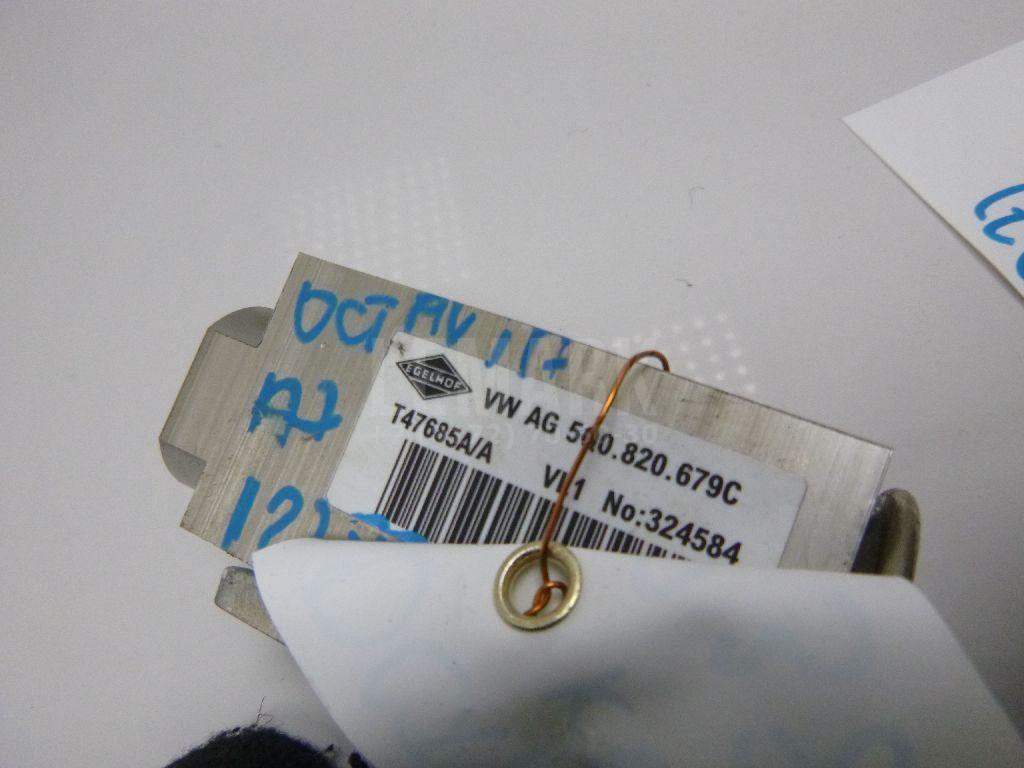 OCTAVIA
A7
EGELHOF
VW AG 5Q0.820.679C
T47685A/A
No:324584